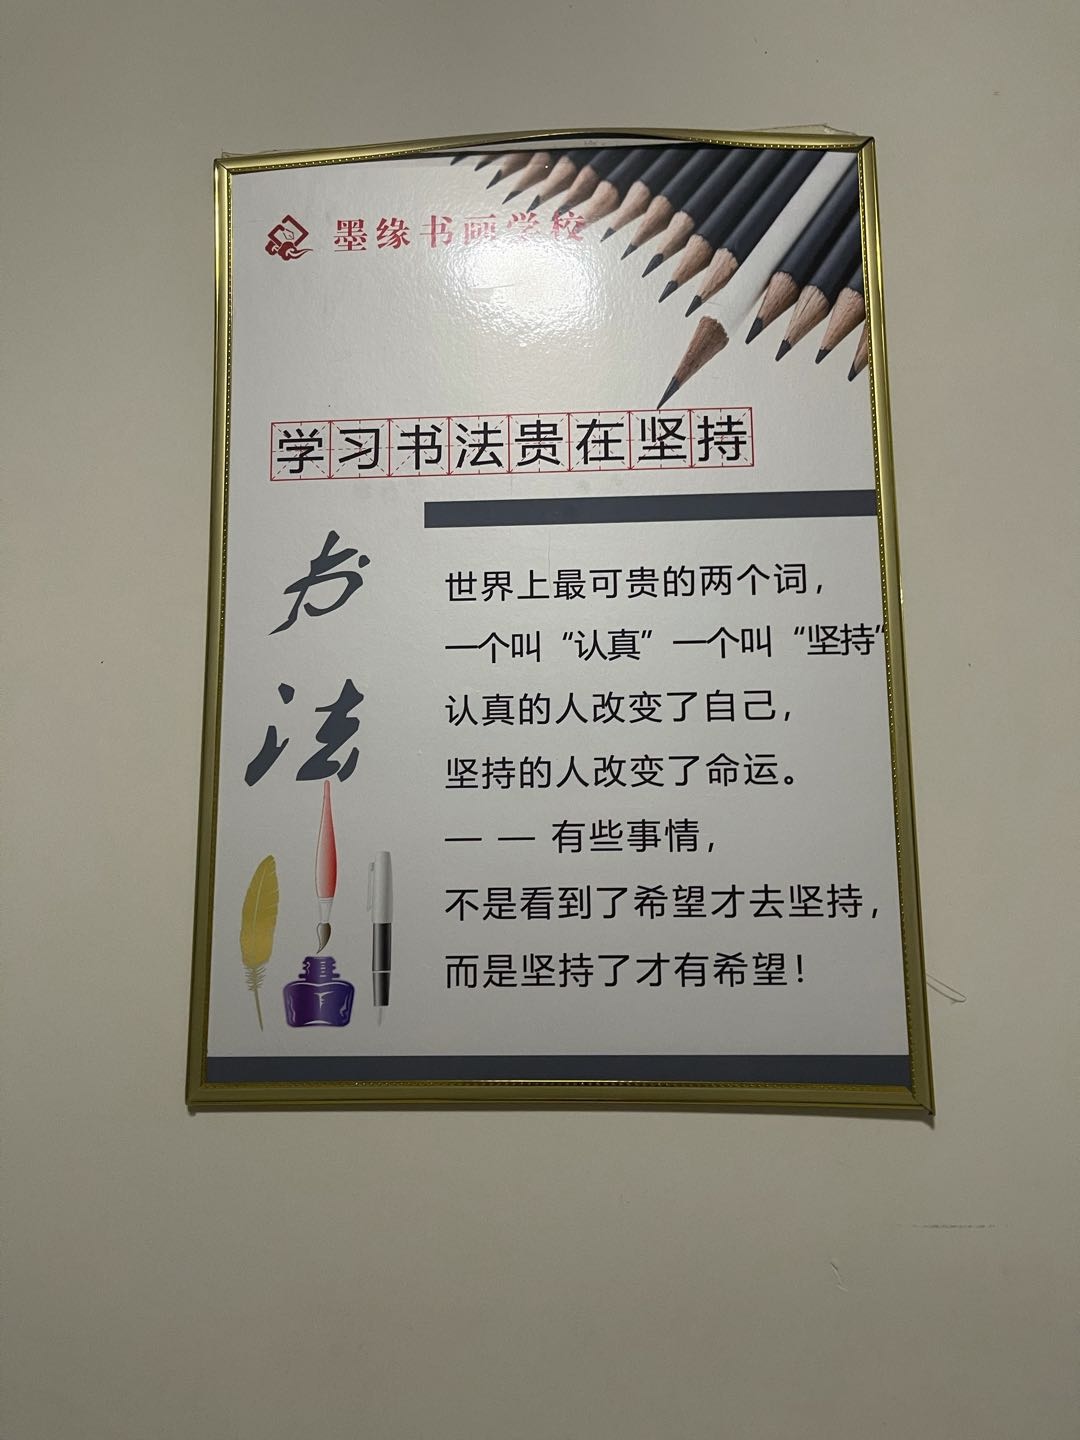 墨缘书画学校
学习书法贵在坚持
书法
世界上最可贵的两个词，
一个叫“认真”一个叫“坚持”
认真的人改变了自己，
坚持的人改变了命运。
— — 有些事情，
不是看到了希望才去坚持，
而是坚持了才有希望！